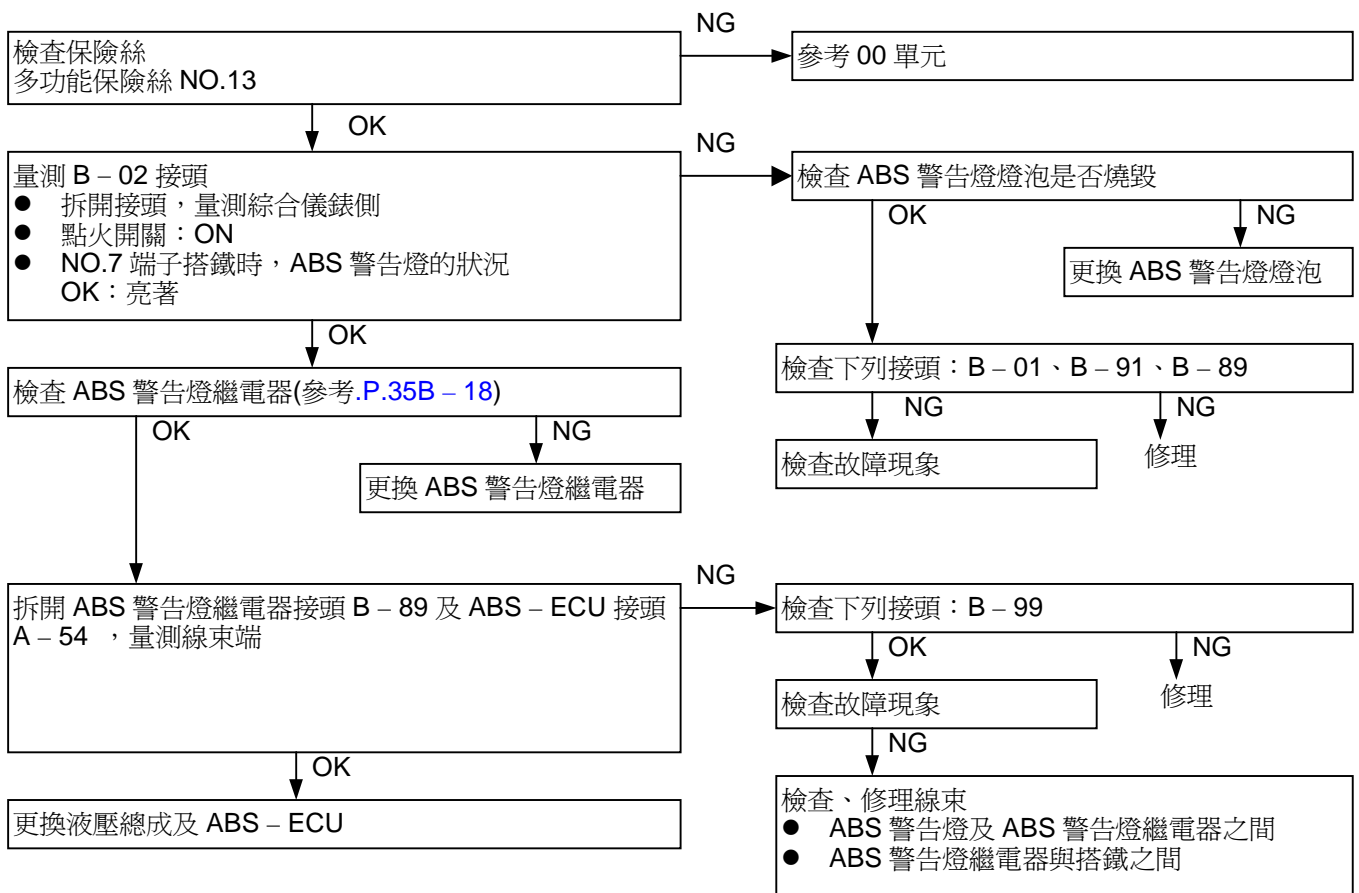 NG
檢查保險絲
多功能保險絲 NO.13
參考 00 單元
OK
NG
量測 B – 02 接頭
● 拆開接頭，量測綜合儀錶側
● 點火開關：ON
● NO.7 端子搭鐵時，ABS 警告燈的狀況
OK：亮著
檢查 ABS 警告燈燈泡是否燒毀
OK
NG
更換 ABS 警告燈燈泡
OK
檢查下列接頭：B – 01、B – 91、B – 89
檢查 ABS 警告燈繼電器(參考.P.35B – 18)
NG
NG
OK
NG
檢查故障現象
修理
更換 ABS 警告燈繼電器
NG
拆開 ABS 警告燈繼電器接頭 B – 89 及 ABS – ECU 接頭
A – 54 ，量測線束端
檢查下列接頭：B – 99
OK
NG
檢查故障現象
修理
NG
OK
更換液壓總成及 ABS – ECU
檢查、修理線束
● ABS 警告燈及 ABS 警告燈繼電器之間
● ABS 警告燈繼電器與搭鐵之間